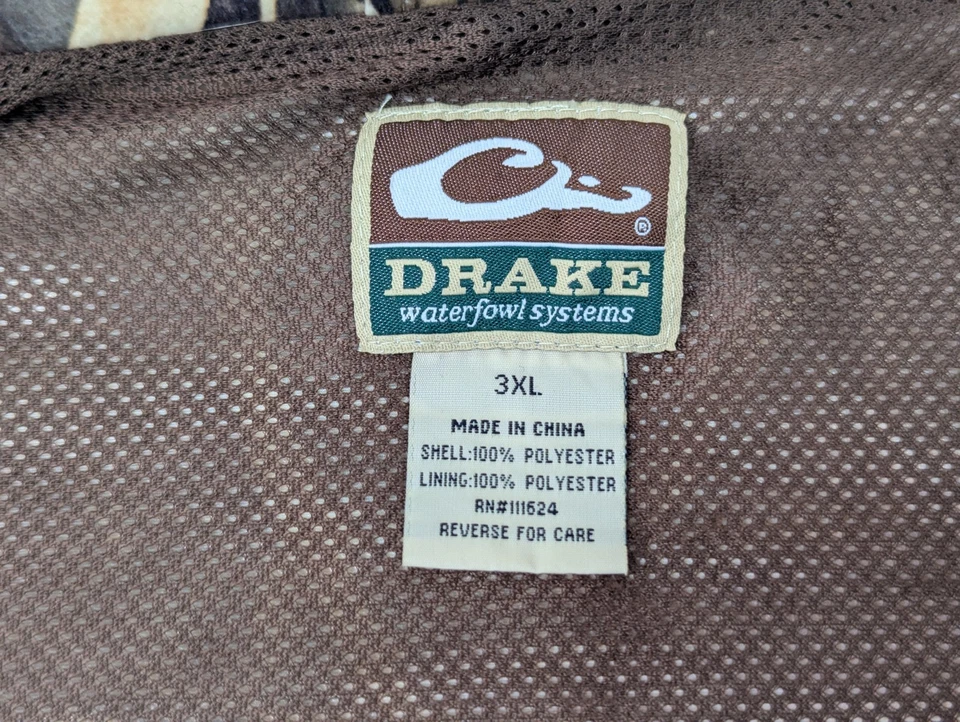 ®
DRAKE
waterfowl systems
3XL
MADE IN CHINA
SHELL:100% POLYESTER
LINING:100% POLYESTER
RN#111624
REVERSE FOR CARE